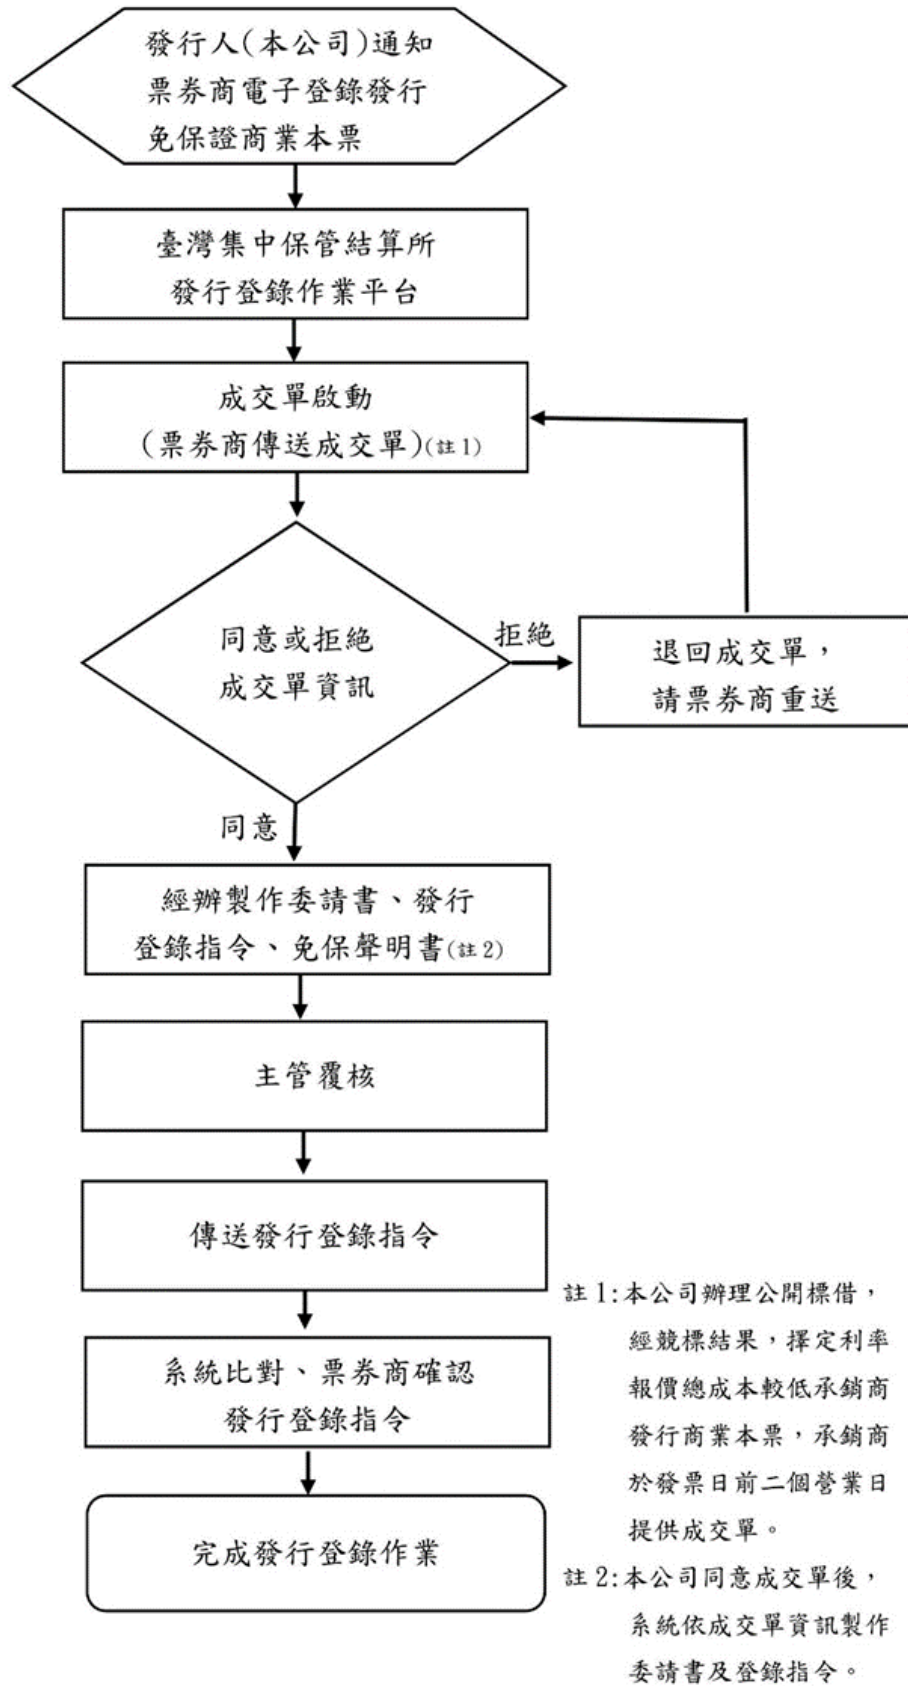 發行人(本公司)通知
票券商電子登錄發行
免保證商業本票
臺灣集中保管結算所
發行登錄作業平台
成交單啟動
(票券商傳送成交單)(註1)
同意或拒絕
成交單資訊
拒絕
退回成交單，
請票券商重送
同意
經辦製作委請書、發行
登錄指令、免保聲明書(註2)
主管覆核
傳送發行登錄指令
系統比對、票券商確認
發行登錄指令
完成發行登錄作業
註1:本公司辦理公開標借，
經競標結果，擇定利率
報價總成本較低承銷商
發行商業本票，承銷商
於發票日前二個營業日
提供成交單。
註2:本公司同意成交單後，
系統依成交單資訊製作
委請書及登錄指令。